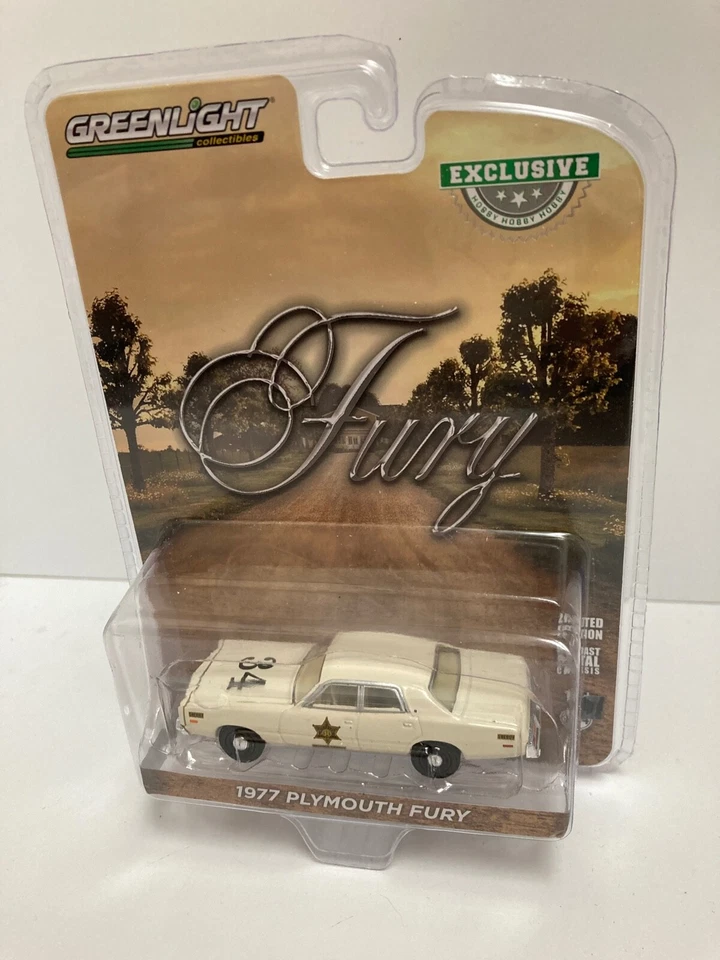 GREENLiGHT
collectibles
EXCLUSIVE
HOBBY HOBBY HOBBY
Fury
34
1977 PLYMOUTH FURY